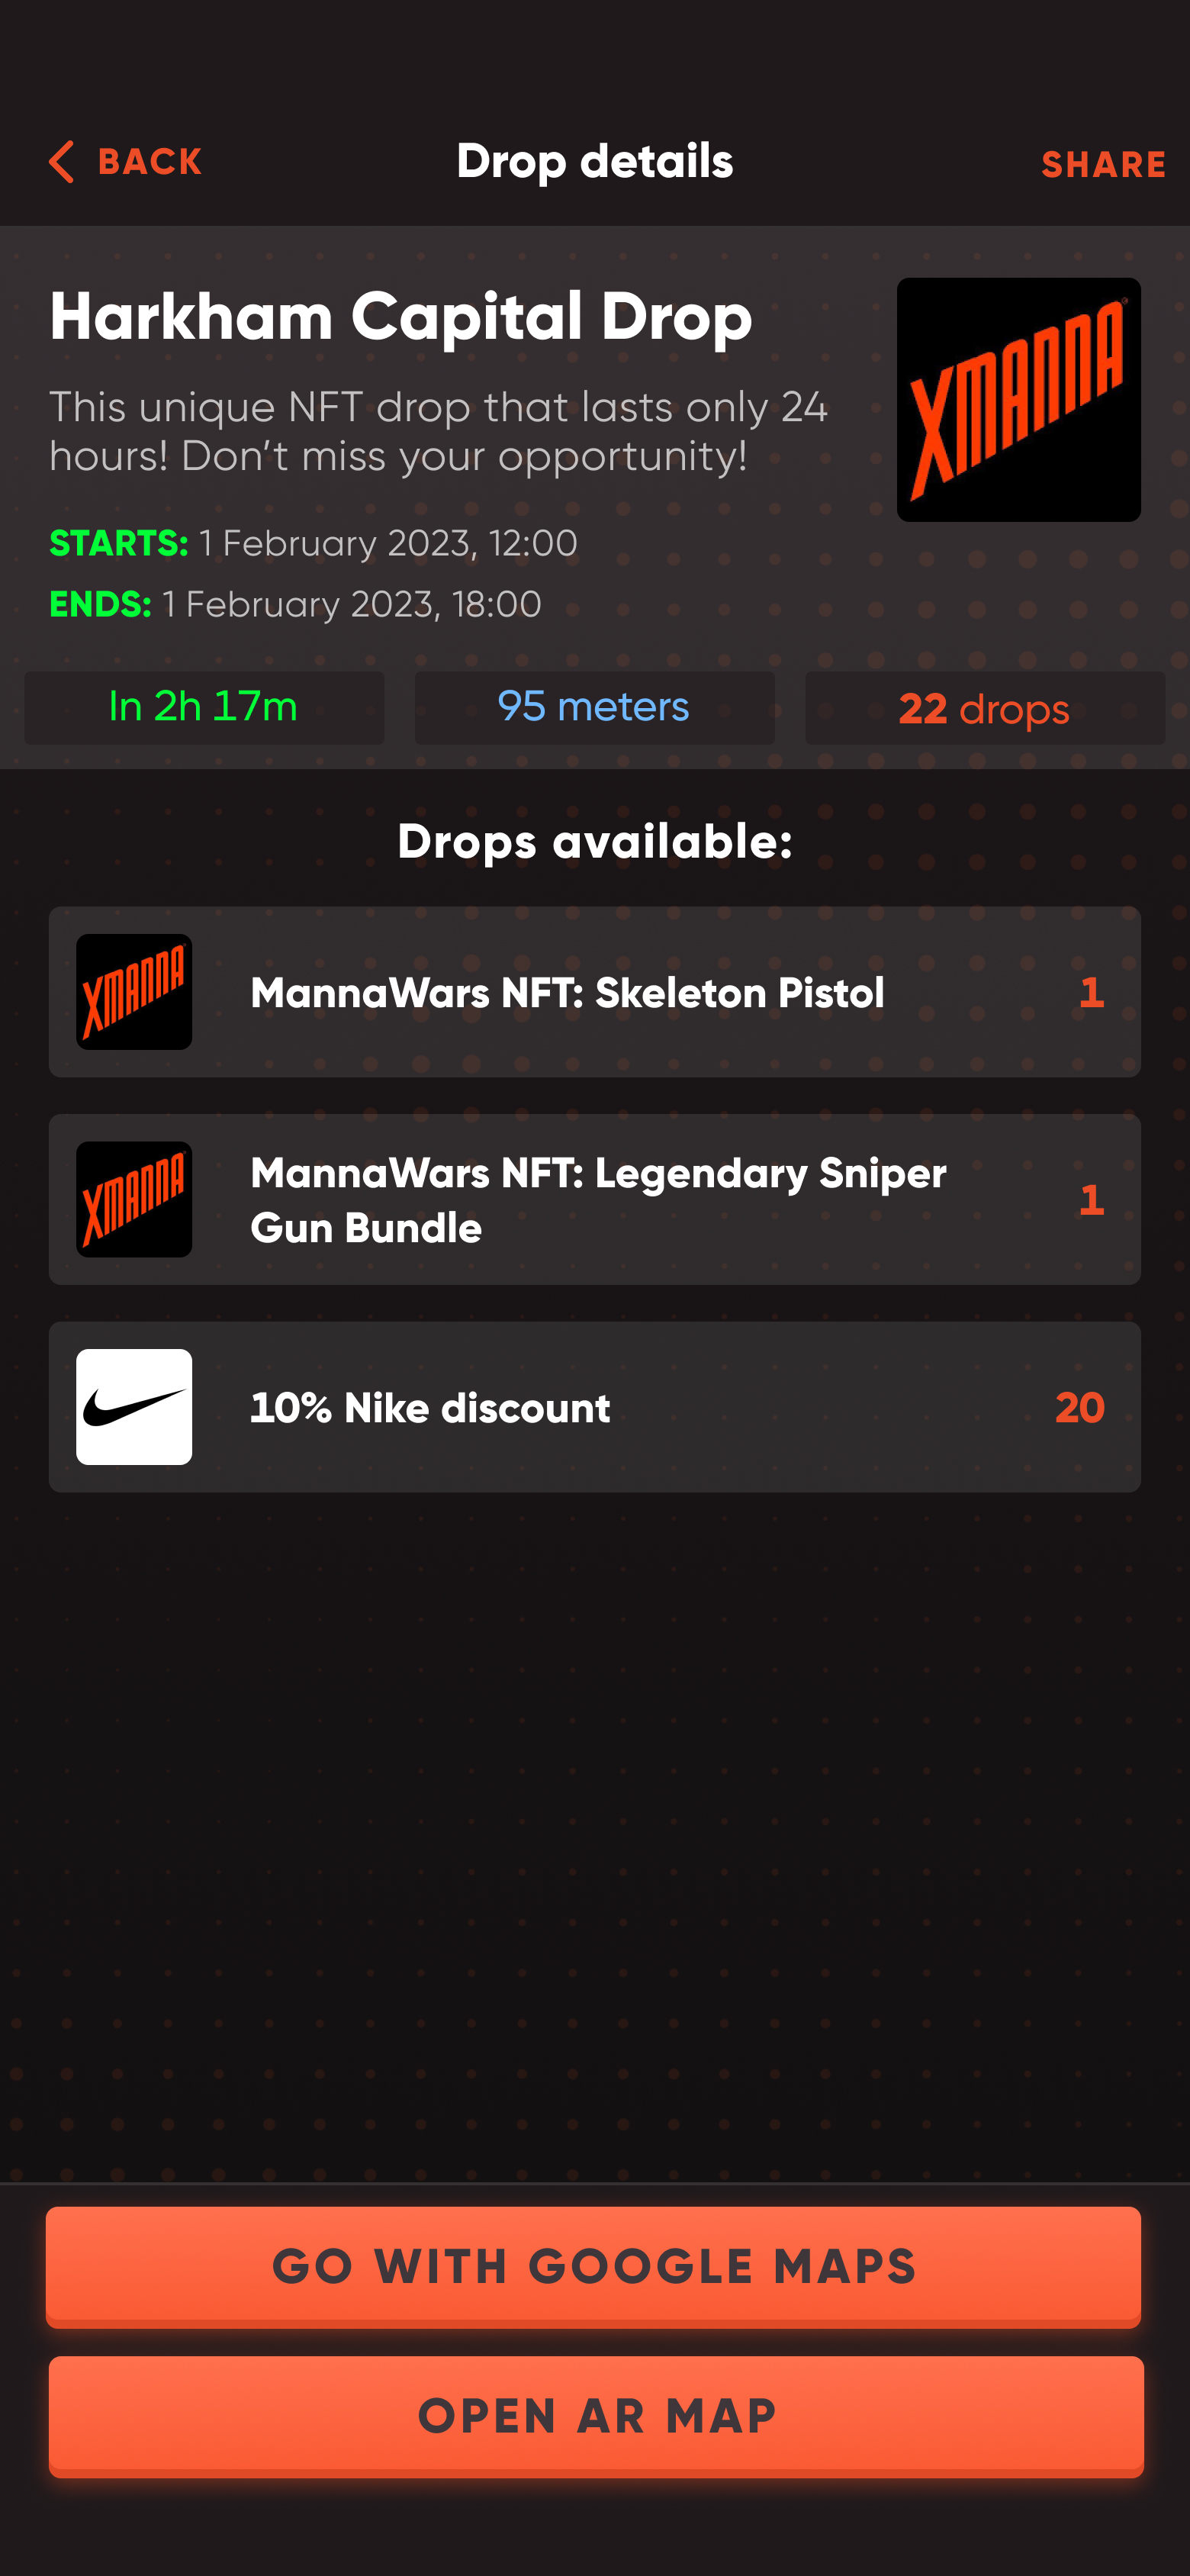 BACK
Drop details
SHARE
Harkham Capital Drop
XMANNA
This unique NFT drop that lasts only 24
hours! Don’t miss your opportunity!
STARTS: 1 February 2023, 12:00
ENDS: 1 February 2023, 18:00
In 2h 17m
95 meters
22 drops
Drops available:
XMANNA
MannaWars NFT: Skeleton Pistol
1
XMANNA
MannaWars NFT: Legendary Sniper
Gun Bundle
1
10% Nike discount
20
GO WITH GOOGLE MAPS
OPEN AR MAP